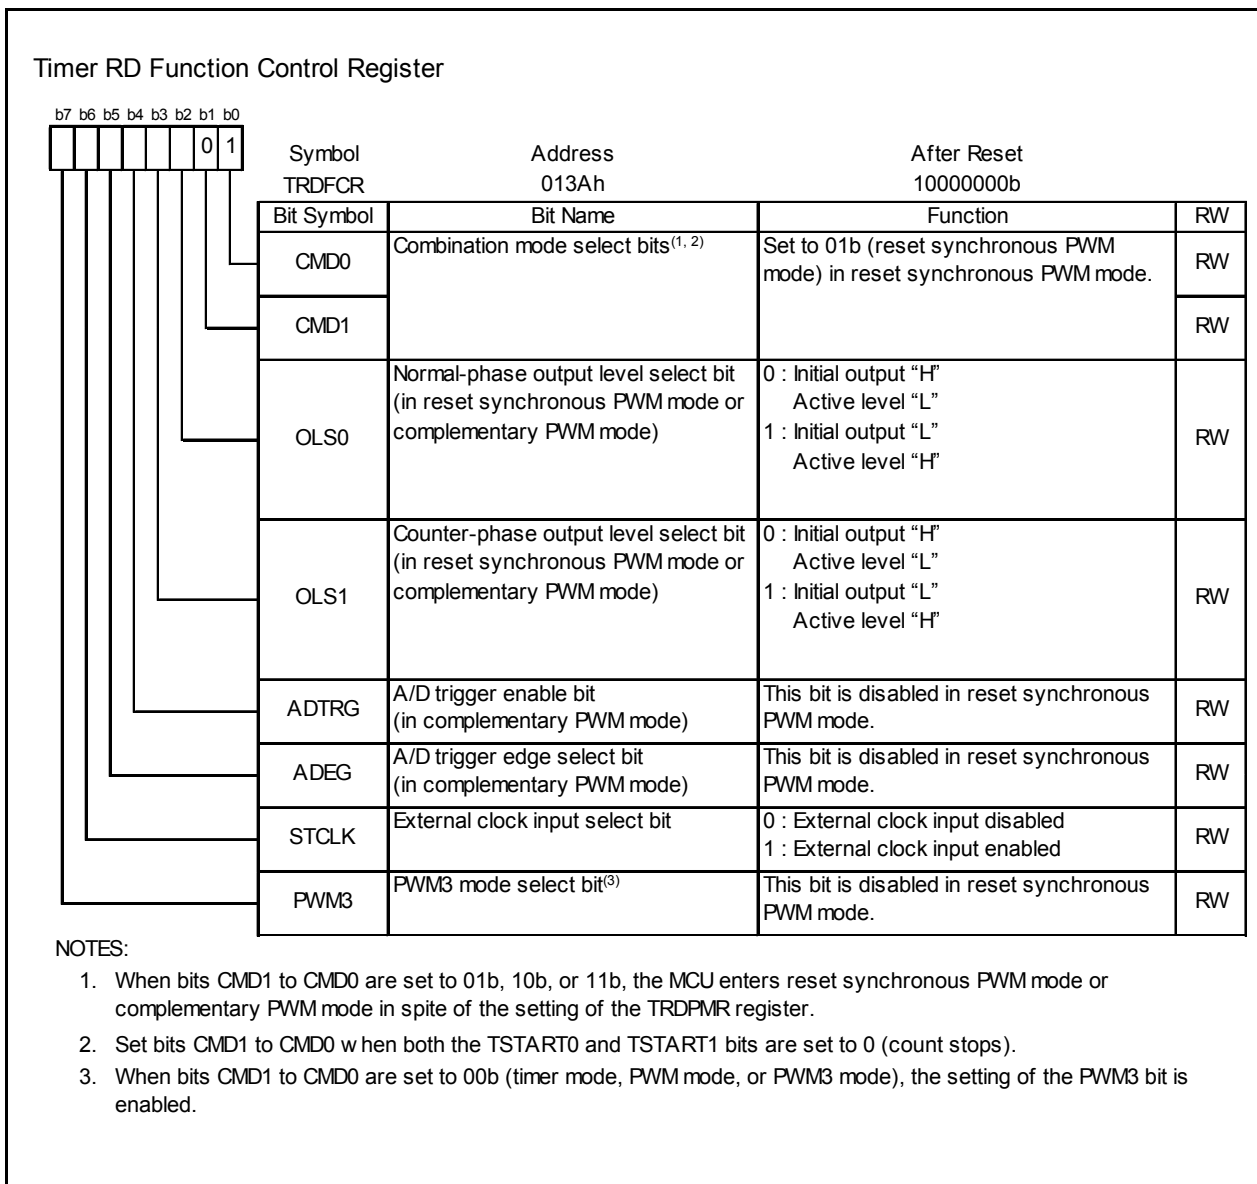 Timer RD Function Control Register
b7 b6 b5 b4 b3 b2 b1 b0
0 1
Symbol Address After Reset
TRDFCR 013Ah 10000000b
Bit Symbol Bit Name Function RW
CMD0 Combination mode select bits(1, 2) Set to 01b (reset synchronous PWM RW
mode) in reset synchronous PWM mode.
CMD1 RW
Normal-phase output level select bit 0 : Initial output “H”
(in reset synchronous PWM mode or Active level “L”
complementary PWM mode) 1 : Initial output “L”
OLS0 Active level “H” RW
Counter-phase output level select bit 0 : Initial output “H”
(in reset synchronous PWM mode or Active level “L”
complementary PWM mode) 1 : Initial output “L”
OLS1 Active level “H” RW
ADTRG A/D trigger enable bit This bit is disabled in reset synchronous RW
(in complementary PWM mode) PWM mode.
ADEG A/D trigger edge select bit This bit is disabled in reset synchronous RW
(in complementary PWM mode) PWM mode.
STCLK External clock input select bit 0 : External clock input disabled RW
1 : External clock input enabled
PWM3 PWM3 mode select bit(3) This bit is disabled in reset synchronous RW
PWM mode.
NOTES:
1. When bits CMD1 to CMD0 are set to 01b, 10b, or 11b, the MCU enters reset synchronous PWM mode or
complementary PWM mode in spite of the setting of the TRDPMR register.
2. Set bits CMD1 to CMD0 when both the TSTART0 and TSTART1 bits are set to 0 (count stops).
3. When bits CMD1 to CMD0 are set to 00b (timer mode, PWM mode, or PWM3 mode), the setting of the PWM3 bit is
enabled.